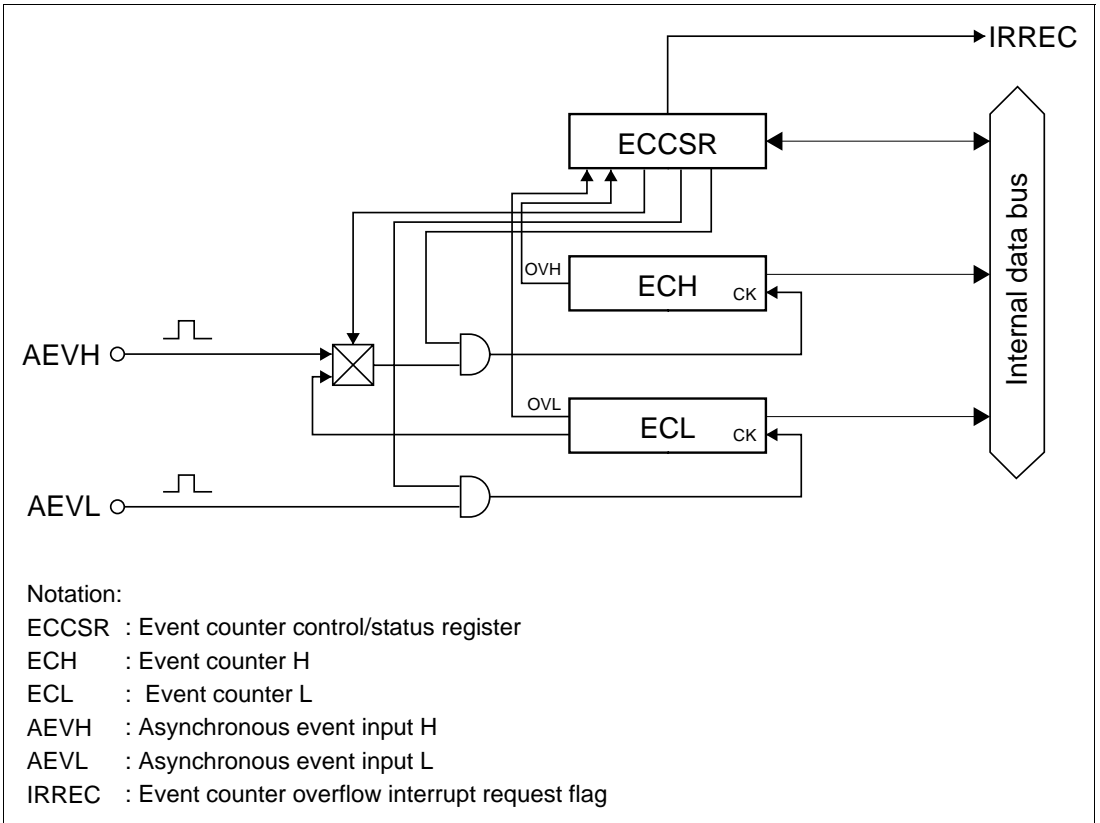 IRREC
ECCSR
Internal data bus
OVH
ECH
CK
AEVH
OVL
ECL
CK
AEVL
Notation:
ECCSR : Event counter control/status register
ECH : Event counter H
ECL : Event counter L
AEVH : Asynchronous event input H
AEVL : Asynchronous event input L
IRREC : Event counter overflow interrupt request flag